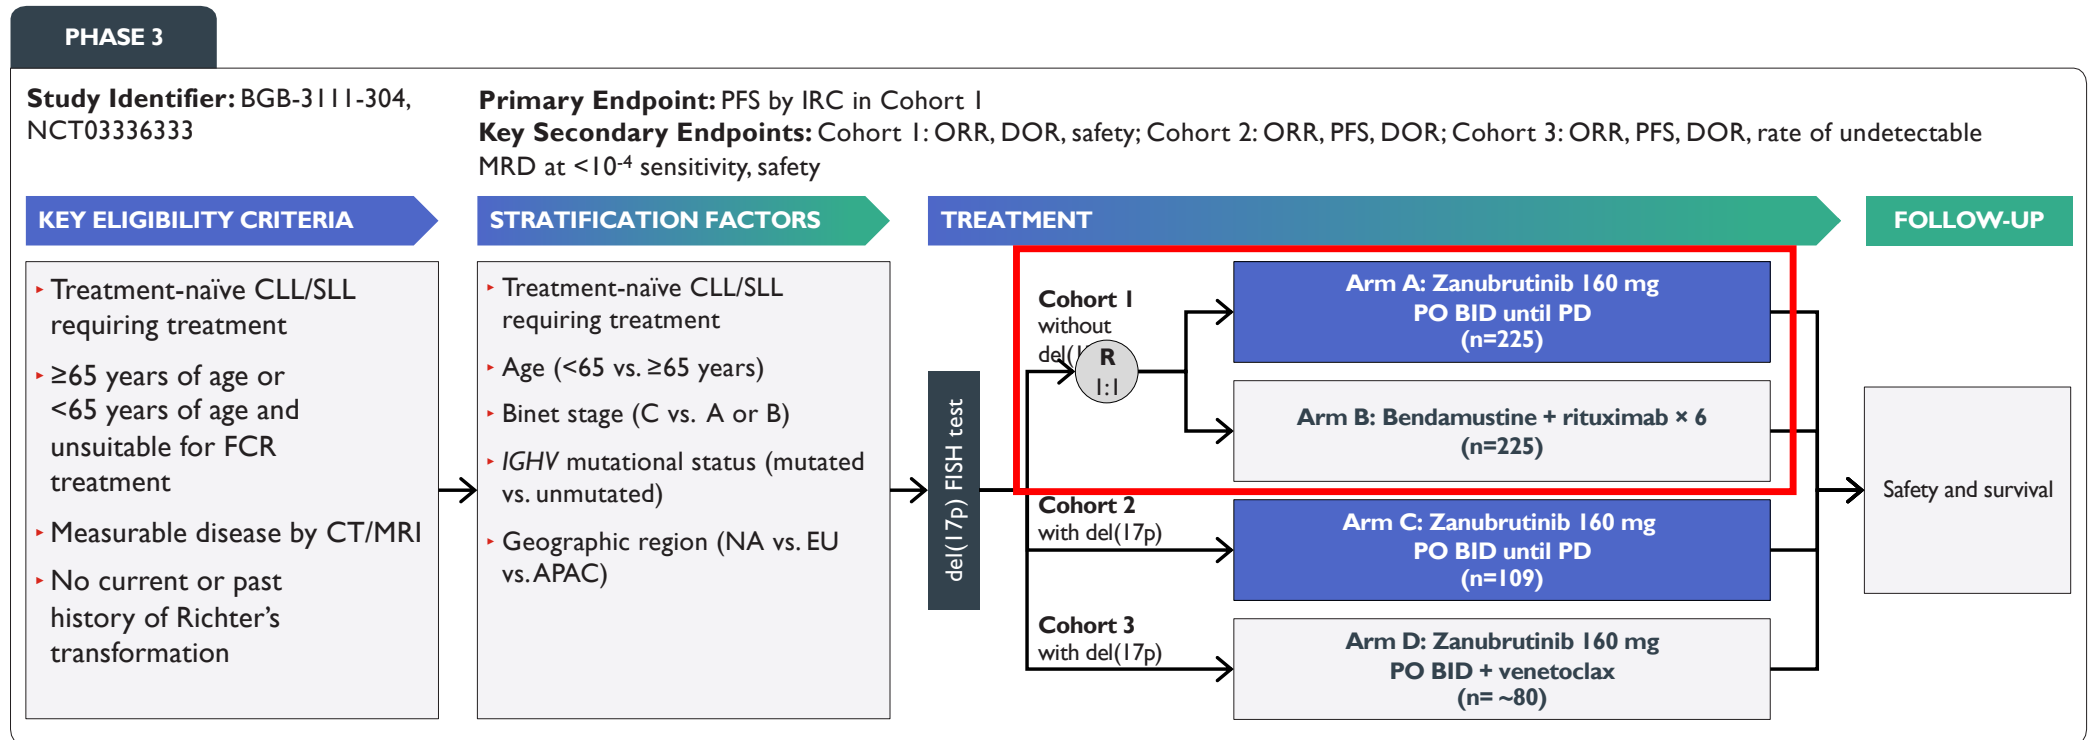 PHASE 3
Study Identifier: BGB-3111-304,
NCT03336333
Primary Endpoint: PFS by IRC in Cohort 1
Key Secondary Endpoints: Cohort 1: ORR, DOR, safety; Cohort 2: ORR, PFS, DOR; Cohort 3: ORR, PFS, DOR, rate of undetectable
MRD at <10-4 sensitivity, safety
KEY ELIGIBILITY CRITERIA
‣ Treatment-naïve CLL/SLL
requiring treatment
‣ ≥65 years of age or
<65 years of age and
unsuitable for FCR
treatment
‣ Measurable disease by CT/MRI
‣ No current or past
history of Richter’s
transformation
STRATIFICATION FACTORS
‣ Treatment-naïve CLL/SLL
requiring treatment
‣ Age (<65 vs. ≥65 years)
‣ Binet stage (C vs. A or B)
‣ IGHV mutational status (mutated
vs. unmutated)
‣ Geographic region (NA vs. EU
vs. APAC)
TREATMENT
del(17p) FISH test
Cohort 1
without
del(1
R
1:1
Arm A: Zanubrutinib 160 mg
PO BID until PD
(n=225)
Arm B: Bendamustine + rituximab × 6
(n=225)
Cohort 2
with del(17p)
Arm C: Zanubrutinib 160 mg
PO BID until PD
(n=109)
Cohort 3
with del(17p)
Arm D: Zanubrutinib 160 mg
PO BID + venetoclax
(n= ~80)
FOLLOW-UP
Safety and survival